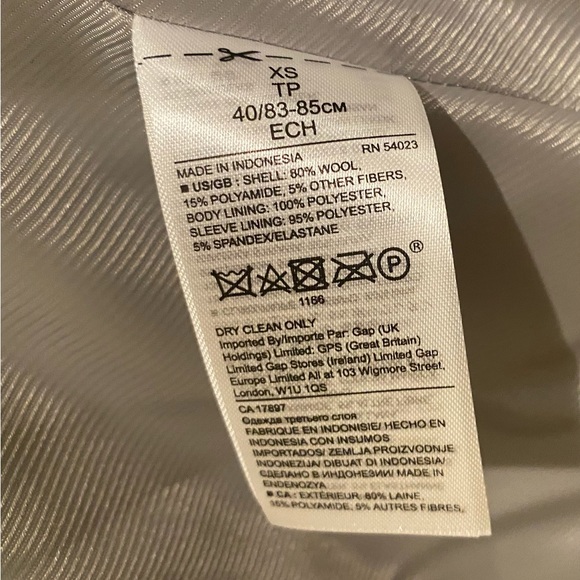 XS
TP
40/83-85CM
ECH
MADE IN INDONESIA RN 54023
■ US/GB : SHELL: 80% WOOL,
15% POLYAMIDE, 5% OTHER FIBERS,
BODY LINING: 100% POLYESTER,
SLEEVE LINING: 95% POLYESTER,
5% SPANDEX/ELASTANE
P ®
1166
DRY CLEAN ONLY
Imported By/Importe Par: Gap (UK
Holdings) Limited: GPS (Great Britain)
Limited Gap Stores (Ireland) Limited Gap
Europe Limited All at 103 Wigmore Street,
London, W1U 1QS
CA 17897
Одежда третьего слоя
FABRIQUE EN INDONISIE/ HECHO EN
INDONESIA CON INSUMOS
IMPORTADOS/ ZEMLJA PROIZVODNJE
INDONEZIJA/ DIBUAT DI INDONESIA/
СДЕЛАНО В ИНДОНЕЗИИ/ MADE IN
ENDENOZYA
■ CA : EXTÉRIEUR: 80% LAINE,
15% POLYAMIDE, 5% AUTRES FIBRES,